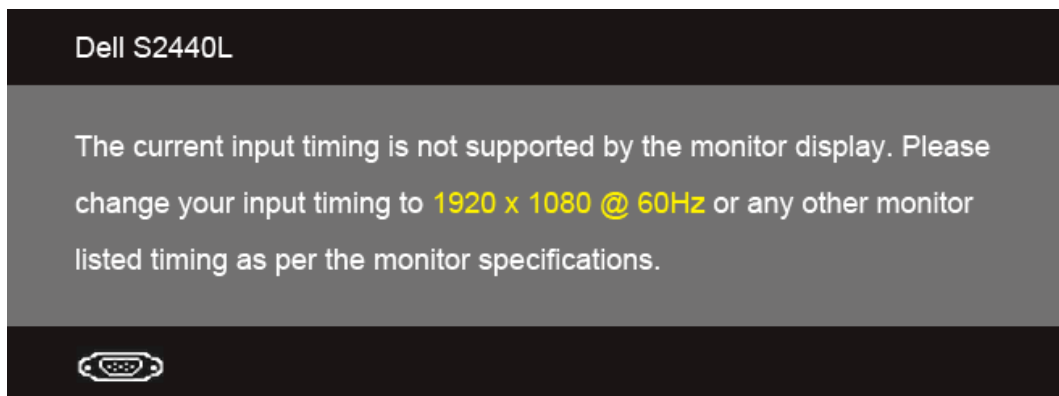 Dell S2440L
The current input timing is not supported by the monitor display. Please
change your input timing to 1920 x 1080 @ 60Hz or any other monitor
listed timing as per the monitor specifications.